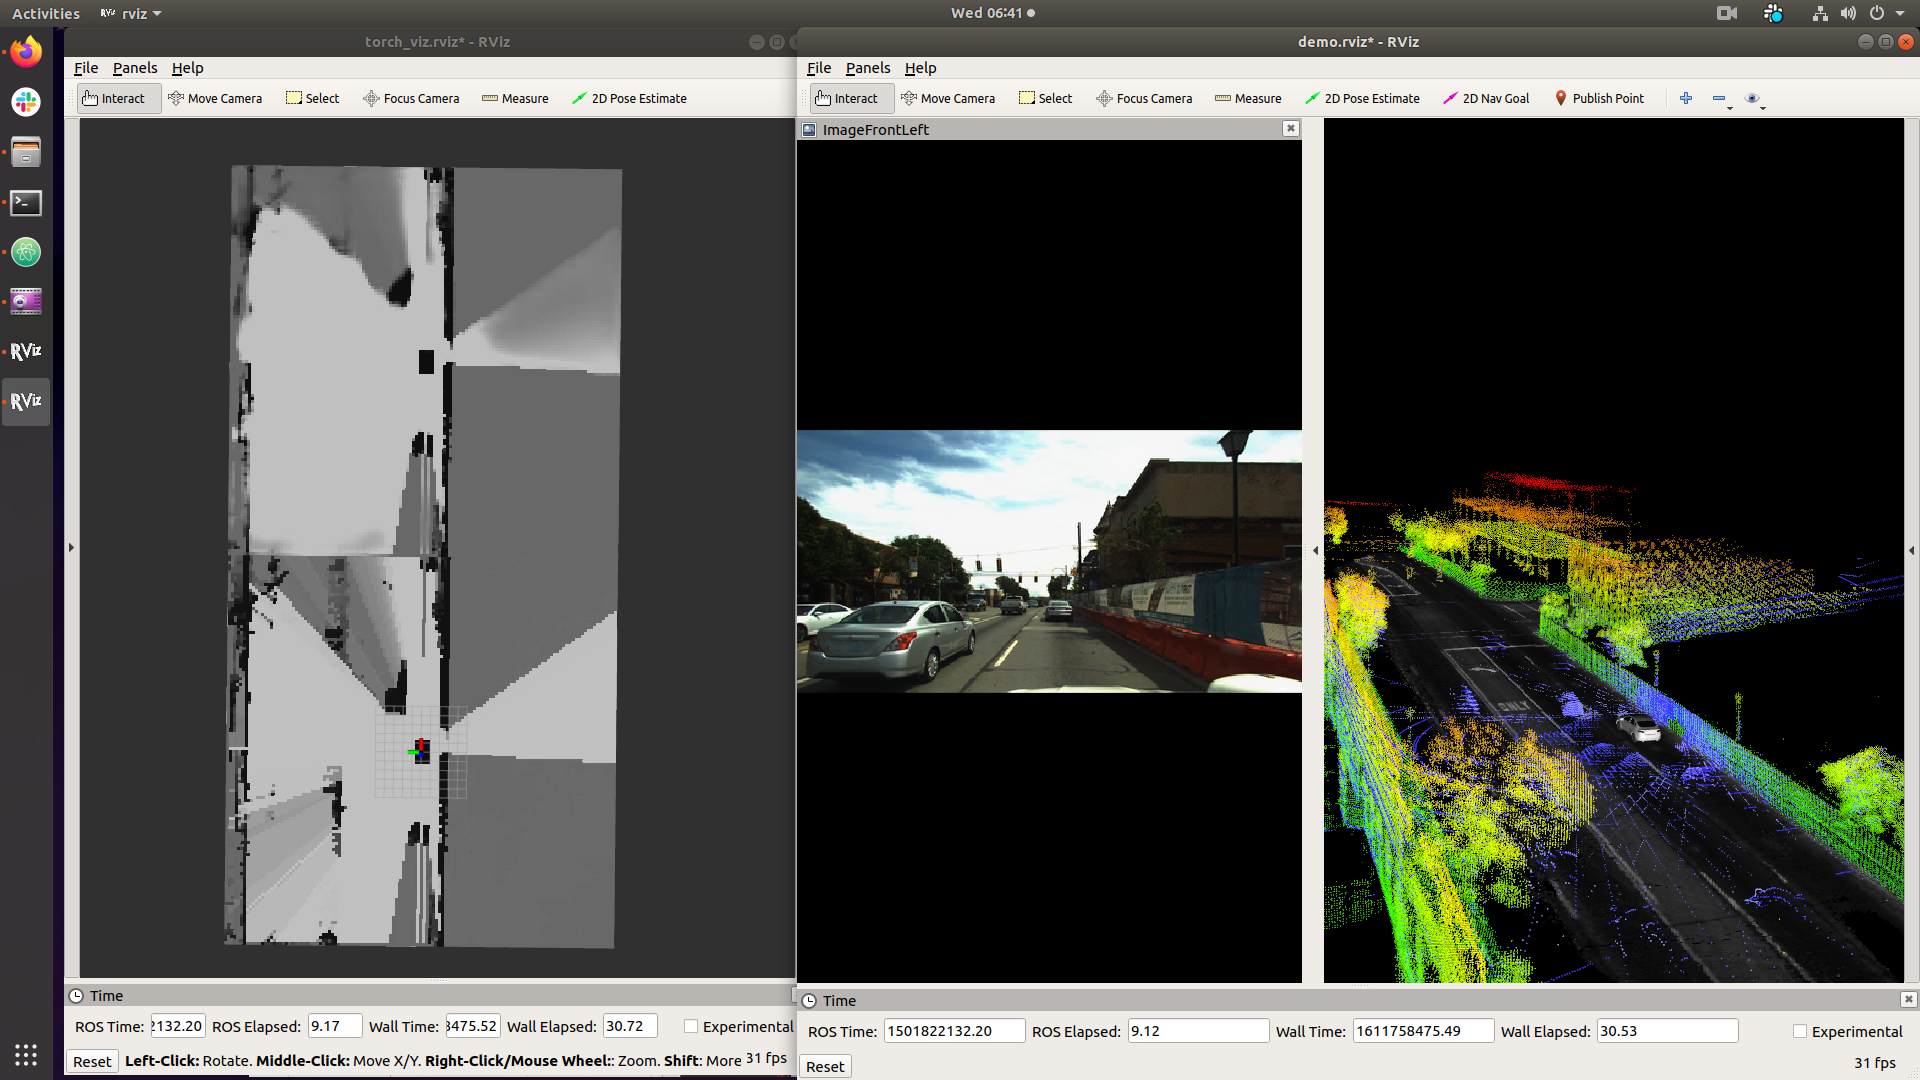 Activities
rviz
Wed 06:41
torch_viz.rviz* - RViz
File Panels Help
Interact Move Camera Select Focus Camera Measure 2D Pose Estimate
RViz
RViz
Time
ROS Time: 2132.20 ROS Elapsed: 9.17 Wall Time: 3475.52 Wall Elapsed: 30.72 Experimental
Reset Left-Click: Rotate. Middle-Click: Move X/Y. Right-Click/Mouse Wheel:: Zoom. Shift: More 31 fps
demo.rviz* - RViz
File Panels Help
Interact Move Camera Select Focus Camera Measure 2D Pose Estimate 2D Nav Goal Publish Point
ImageFrontLeft
ONLY
Time
ROS Time: 1501822132.20 ROS Elapsed: 9.12 Wall Time: 1611758475.49 Wall Elapsed: 30.53 Experimental
Reset
31 fps